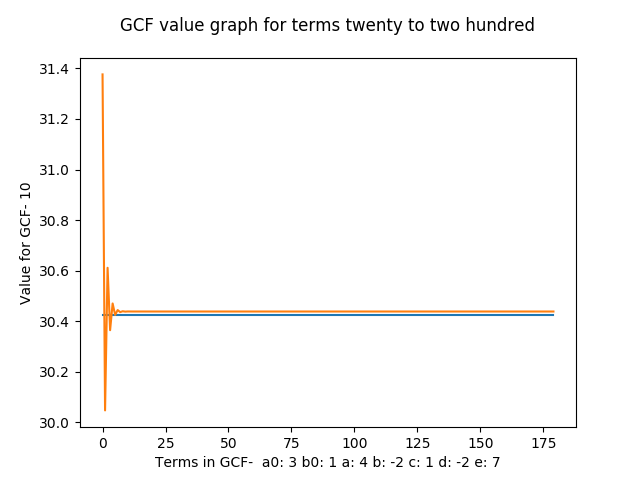 GCF value graph for terms twenty to two hundred
31.4
31.2
31.0
30.8
30.6
30.4
30.2
30.0
Value for GCF- 10
0 25 50 75 100 125 150 175
Terms in GCF-  a0: 3 b0: 1 a: 4 b: -2 c: 1 d: -2 e: 7